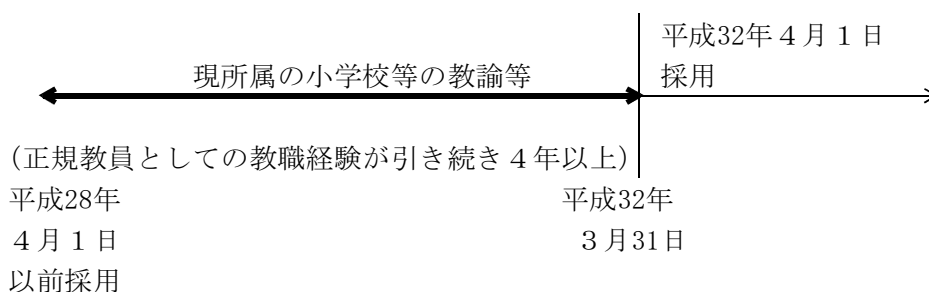 平成32年４月１日
採用
現所属の小学校等の教諭等
（正規教員としての教職経験が引き続き４年以上）
平成28年
４月１日
以前採用
平成32年
３月31日